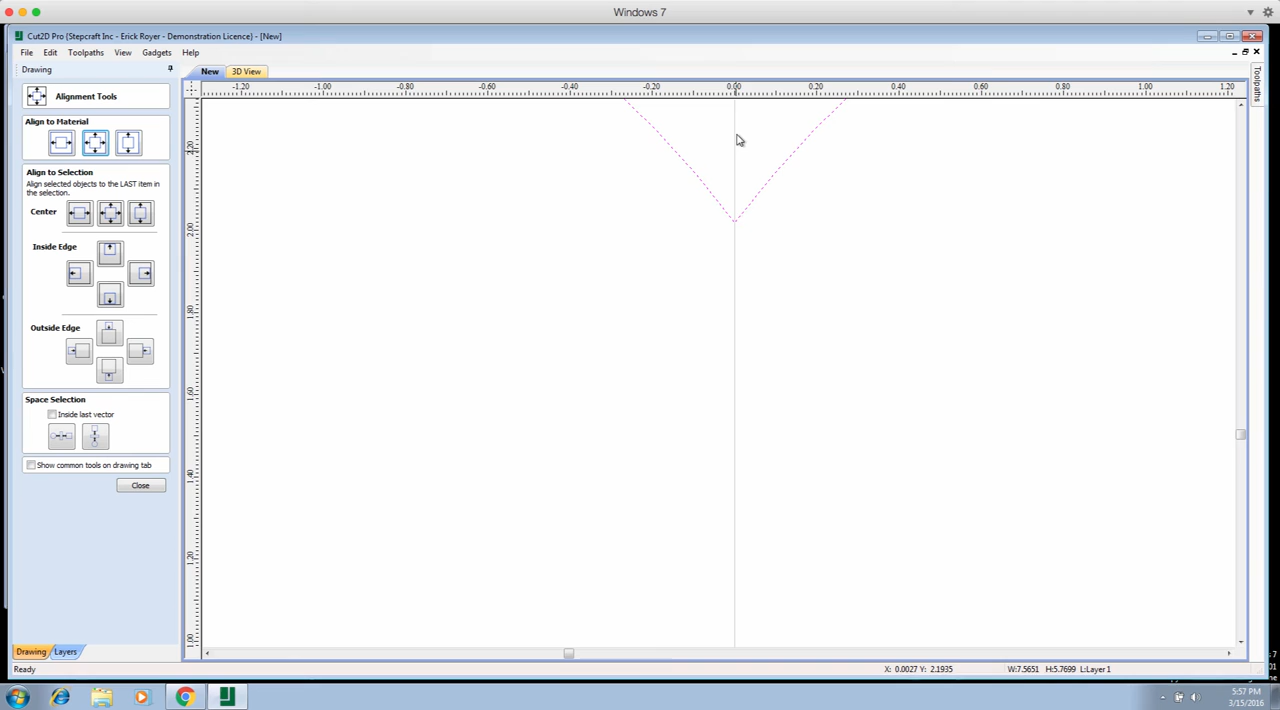 Windows 7
Cut2D Pro {Stepcraft Inc - Erick Royer - Demonstration Licence} - [New]
File Edit Toolpaths View Gadgets Help
Drawing
New 3D View
Toolpaths
-1.20 -1.00 -0.80 -0.60 -0.40 -0.20 0.00 0.20 0.40 0.60 0.80 1.00 1.20
Alignment Tools
Align to Material
2.20
Align to Selection
Align selected objects to the LAST item in
the selection.
Center
2.00
Inside Edge
1.80
Outside Edge
1.60
Space Selection
Inside last vector
Show common tools on drawing tab
1.40
Close
1.20
1.00
Drawing Layers
Ready
X: 0.0027 Y: 2.1935
W:7.5651 H:5.7699 L:Layer 1
5:57 PM
3/15/2016